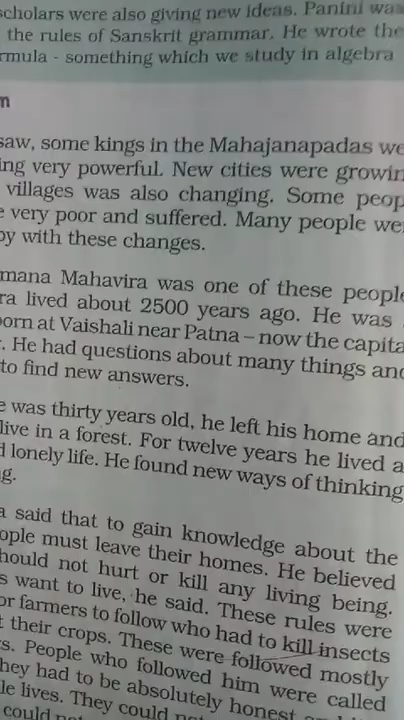 scholars were also giving new ideas. Panini was
the rules of Sanskrit grammar. He wrote the
rmula - something which we study in algebra
m
saw, some kings in the Mahajanapadas we
ing very powerful. New cities were growin
villages was also changing. Some peop
e very poor and suffered. Many people we
py with these changes.
mana Mahavira was one of these people
ra lived about 2500 years ago. He was
born at Vaishali near Patna – now the capita
. He had questions about many things and
to find new answers.
e was thirty years old, he left his home and
live in a forest. For twelve years he lived a
d lonely life. He found new ways of thinking
g.
a said that to gain knowledge about the
ople must leave their homes. He believed
hould not hurt or kill any living being.
s want to live, he said. These rules were
or farmers to follow who had to kill insects
t their crops. These were followed mostly
s. People who followed him were called
hey had to be absolutely honest
le lives. They could not
could not